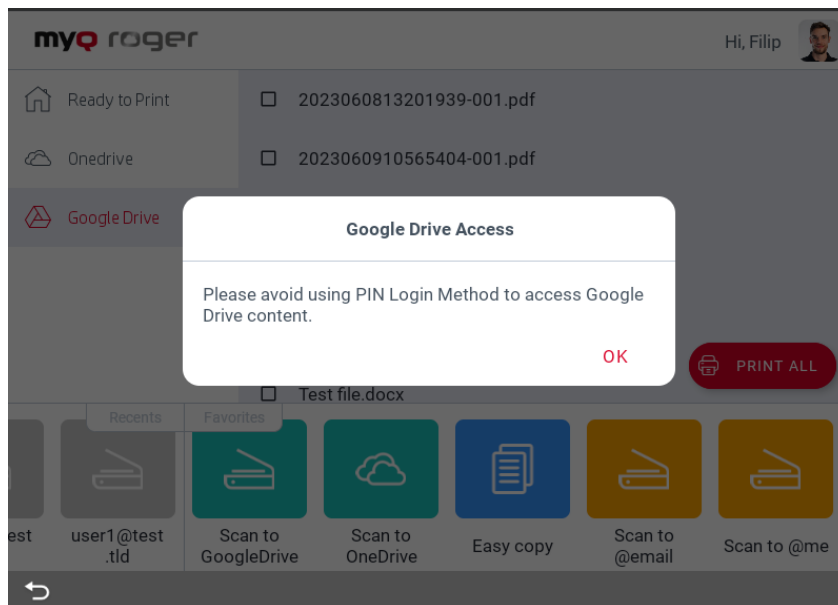 myQ roger
Hi, Filip
Ready to Print
2023060813201939-001.pdf
Onedrive
2023060910565404-001.pdf
Google Drive
Google Drive Access
Please avoid using PIN Login Method to access Google
Drive content.
OK
PRINT ALL
Test file.docx
Recents
Favorites
est
user1@test
.tld
Scan to
GoogleDrive
Scan to
OneDrive
Easy copy
Scan to
@email
Scan to @me